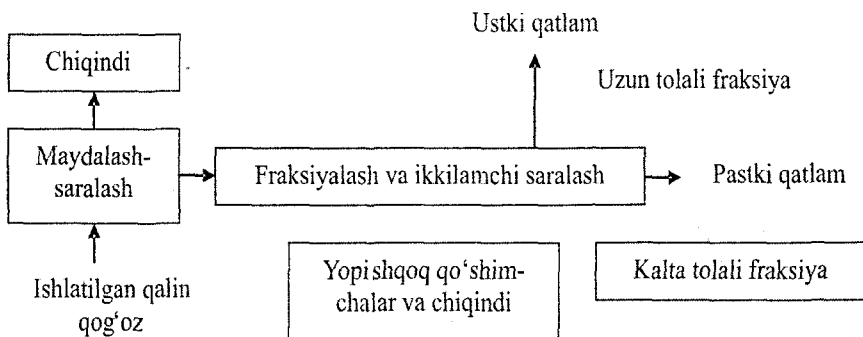 Ustki qatlam
Chiqindi
Uzun tolali fraksiya
Maydalash-
saralash
Fraksiyalash va ikkilamchi saralash
Pastki qatlam
Ishlatilgan qalin
qog‘oz
Yopishqoq qo‘shim-
chalar va chiqindi
Kalta tolali fraksiya